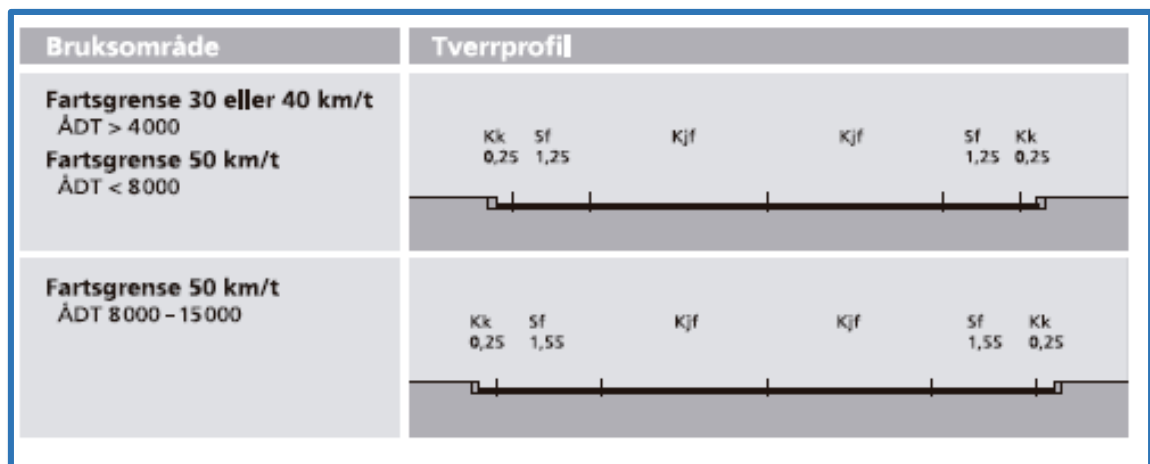 Bruksområde
Tverrprofil
Fartsgrense 30 eller 40 km/t
ÅDT > 4000
Fartsgrense 50 km/t
ÅDT < 8000
Kk Sf Kjf Kjf Sf Kk
0,25 1,25 1,25 0,25
Fartsgrense 50 km/t
ÅDT 8000–15000
Kk Sf Kjf Kjf Sf Kk
0,25 1,55 1,55 0,25